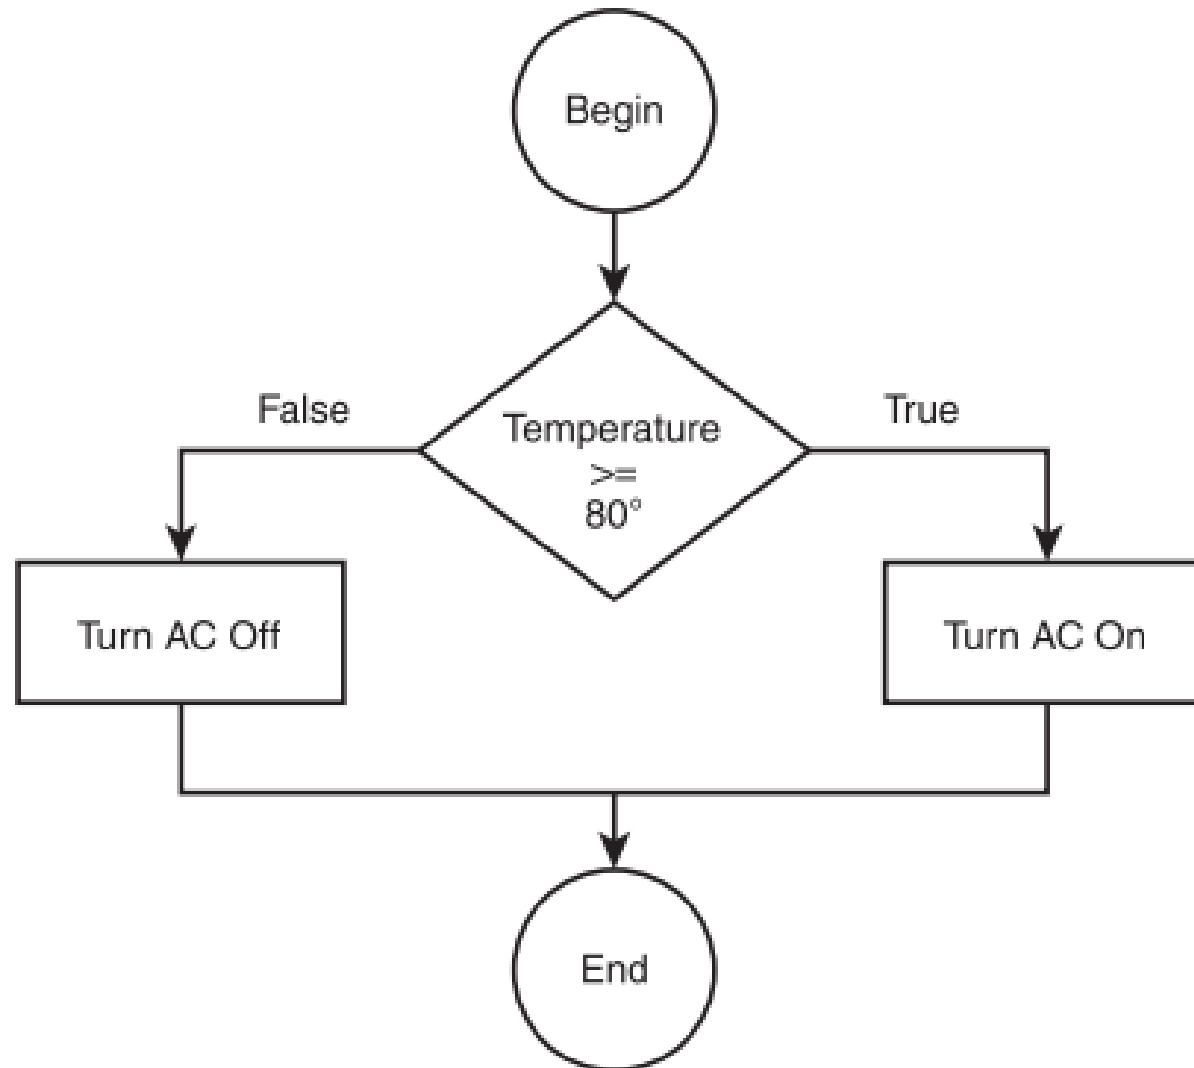 Begin
False
True
Temperature
>=
80°
Turn AC Off
Turn AC On
End